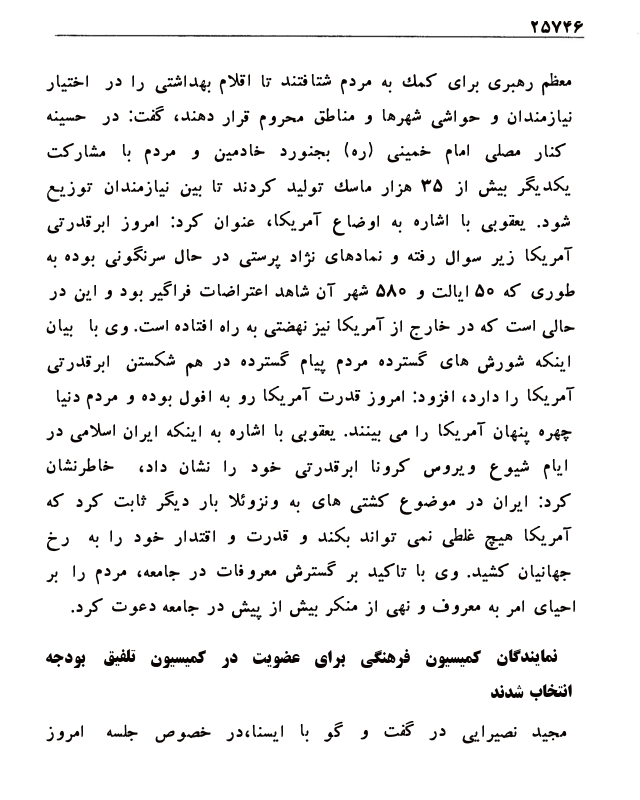 ۲۵۷۴۶
معظم رهبری برای کمك به مردم شتافتند تا اقلام بهداشتی را در اختیار
نیازمندان و حواشی شهرها و مناطق محروم قرار دهند، گفت: در حسینه
کنار مصلی امام خمینی (ره) بجنورد خادمین و مردم با مشارکت
یکدیگر بیش از ۳۵ هزار ماسك تولید کردند تا بین نیازمندان توزیع
شود. یعقوبی با اشاره به اوضاع آمریکا، عنوان کرد: امروز ابرقدرتی
آمریکا زیر سوال رفته و نمادهای نژاد پرستی در حال سرنگونی بوده به
طوری که ۵۰ ایالت و ۵۸۰ شهر آن شاهد اعتراضات فراگیر بود و این در
حالی است که در خارج از آمریکا نیز نهضتی به راه افتاده است. وی با بیان
اینکه شورش های گسترده مردم پیام گسترده در هم شکستن ابرقدرتی
آمریکا را دارد، افزود: امروز قدرت آمریکا رو به افول بوده و مردم دنیا
چهره پنهان آمریکا را می بینند. یعقوبی با اشاره به اینکه ایران اسلامی در
ایام شیوع ویروس کرونا ابرقدرتی خود را نشان داد، خاطرنشان
کرد: ایران در موضوع کشتی های به ونزوئلا بار دیگر ثابت کرد که
آمریکا هیچ غلطی نمی تواند بکند و قدرت و اقتدار خود را به رخ
جهانیان کشید. وی با تاکید بر گسترش معروفات در جامعه، مردم را بر
احیای امر به معروف و نهی از منکر بیش از پیش در جامعه دعوت کرد.
نمایندگان کمیسیون فرهنگی برای عضویت در کمیسیون تلفیق بودجه
انتخاب شدند
مجید نصیرایی در گفت و گو با ایسنا،در خصوص جلسه امروز